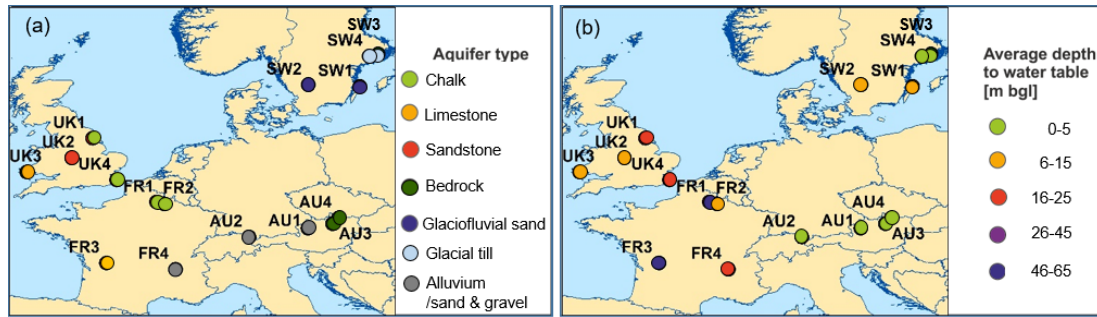 (a)
SW3
SW4
SW2
SW1
UK1
UK2
UK3
UK4
FR1
FR2
AU4
AU2
AU1
AU3
FR3
FR4
Aquifer type
Chalk
Limestone
Sandstone
Bedrock
Glaciofluvial sand
Glacial till
Alluvium
/sand & gravel
(b)
SW3
SW4
SW2
SW1
UK1
UK2
UK3
UK4
FR1
FR2
AU4
AU2
AU1
AU3
FR3
FR4
Average depth
to water table
[m bgl]
0-5
6-15
16-25
26-45
46-65